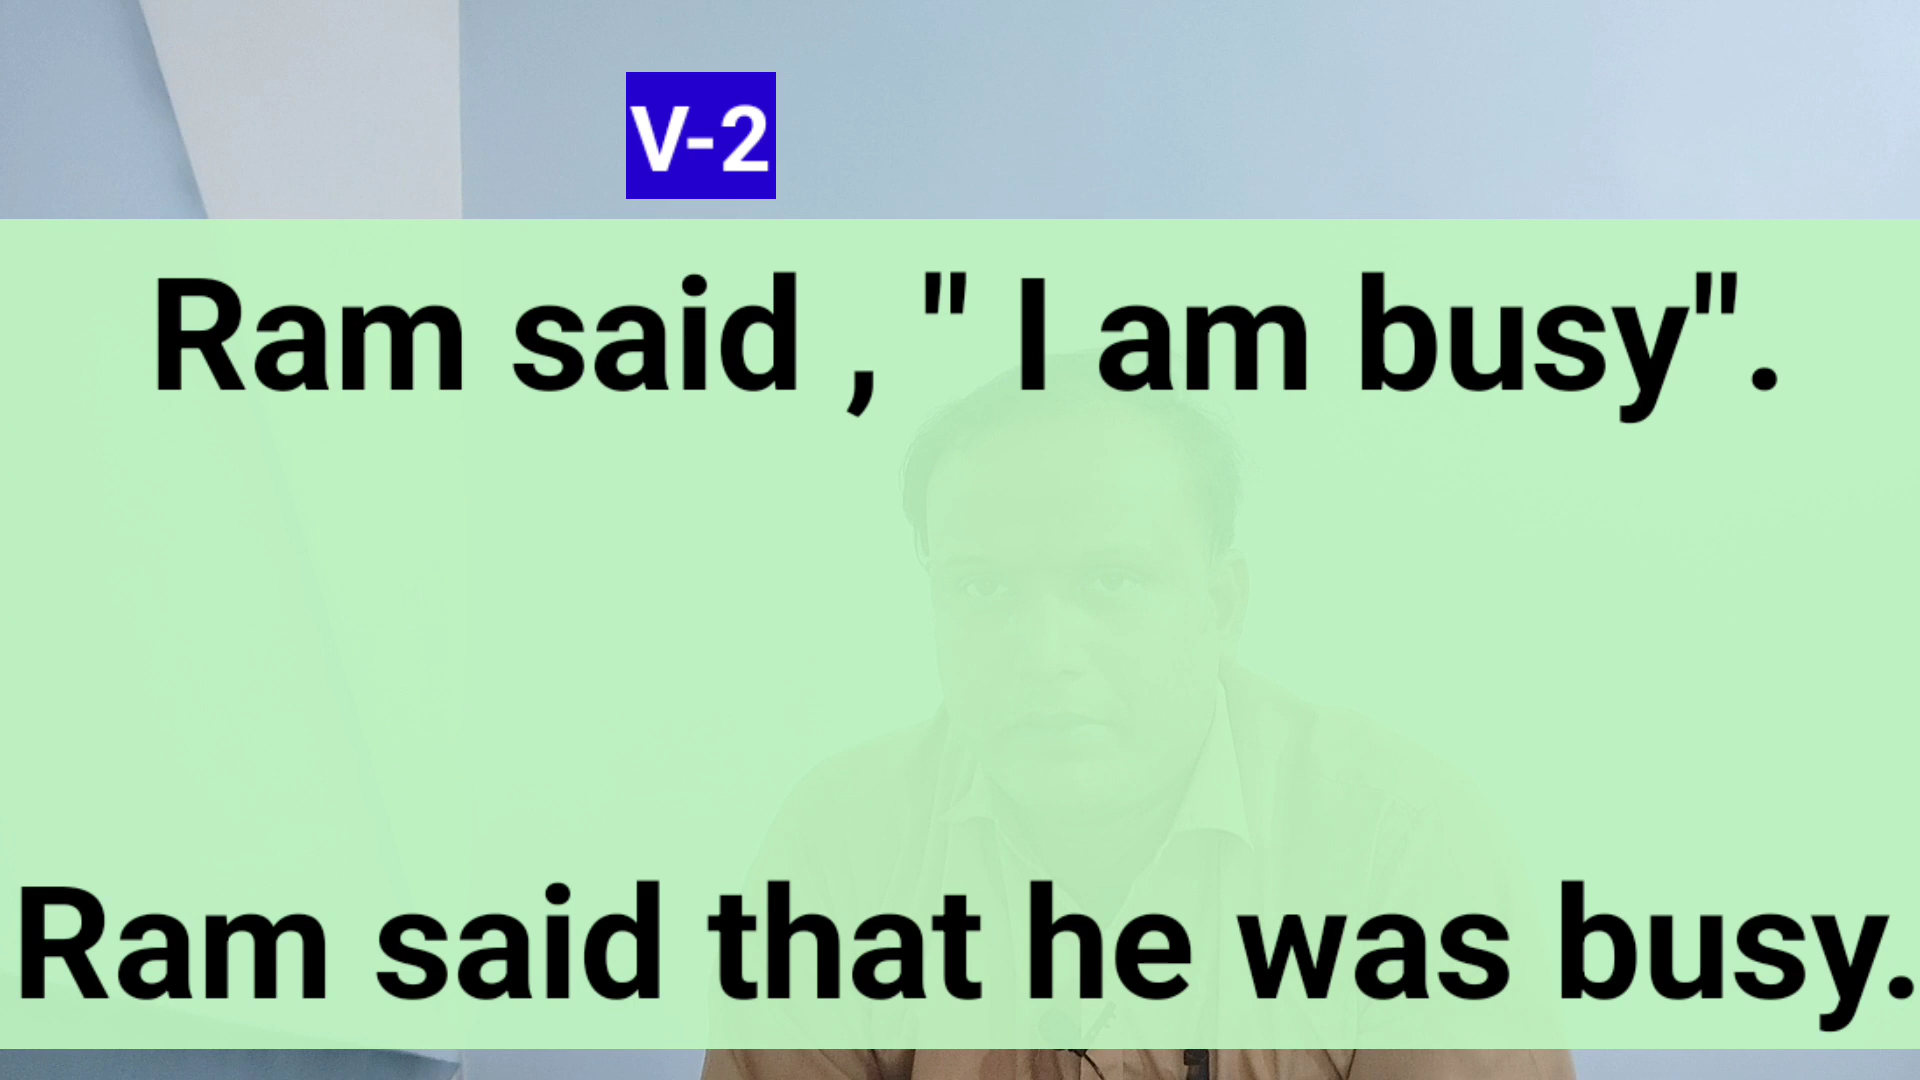 V-2
Ram said ," I am busy".
Ram said that he was busy.